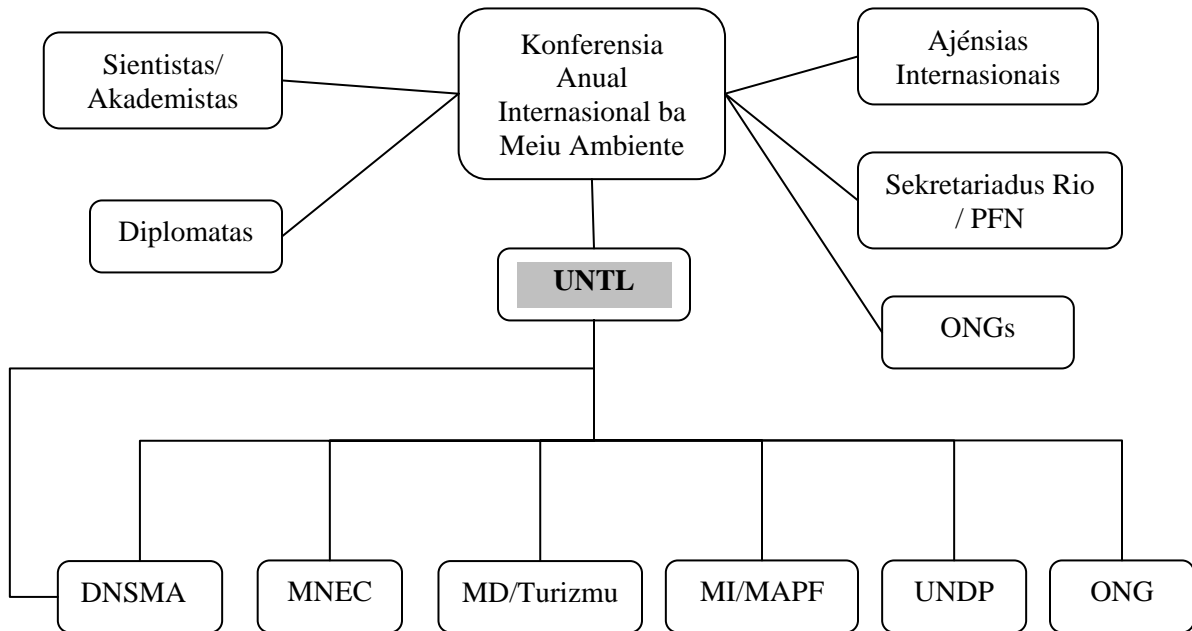 Sientistas/
Akademistas
Konferensia
Anual
Internasional ba
Meiu Ambiente
Ajénsias
Internasionais
Sekretariadus Rio
/ PFN
Diplomatas
UNTL
ONGs
DNSMA
MNEC
MD/Turizmu
MI/MAPF
UNDP
ONG